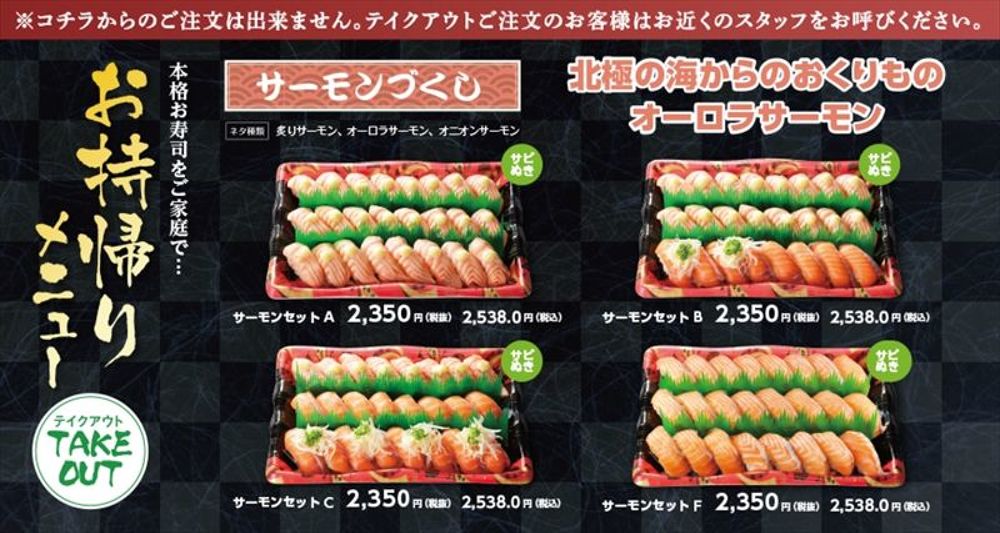 ※コチラからのご注文は出来ません。テイクアウトご注文のお客様はお近くのスタッフをお呼びください。
本格お寿司をご家庭で…
お持帰り
メニュー
テイクアウト
TAKE
OUT
サーモンづくし
ネタ種類 炙りサーモン、オーロラサーモン、オニオンサーモン
北極の海からのおくりもの
オーロラサーモン
サビ
ぬき
サーモンセットA 2,350円(税抜) 2,538.0円(税込)
サビ
ぬき
サーモンセットB 2,350円(税抜) 2,538.0円(税込)
サビ
ぬき
サーモンセットC 2,350円(税抜) 2,538.0円(税込)
サビ
ぬき
サーモンセットF 2,350円(税抜) 2,538.0円(税込)